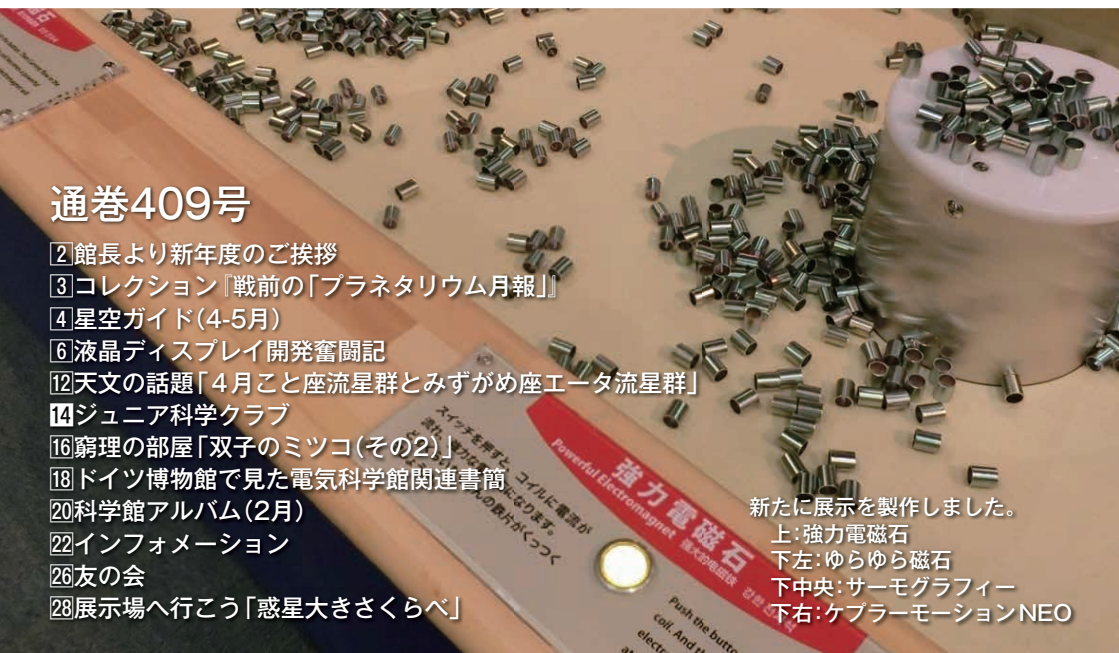 通巻409号
2館長より新年度のご挨拶
3コレクション『戦前の「プラネタリウム月報」』
4星空ガイド(4-5月)
6液晶ディスプレイ開発奮闘記
12天文の話題「4月こと座流星群とみずがめ座エータ流星群」
14ジュニア科学クラブ
16窮理の部屋「双子のミツコ(その2)」
18ドイツ博物館で見た電気科学館関連書簡
20科学館アルバム(2月)
22インフォメーション
26友の会
28展示場へ行こう「惑星大きさくらべ」
新たに展示を製作しました。
上:強力電磁石
下左:ゆらゆら磁石
下中央:サーモグラフィー
下右:ケプラーモーションNEO
強力電磁石
Powerful Electromagnet
スイッチを押すと、コイルに電流が
流れ
鉄片がくっつく
Push the
coil. And